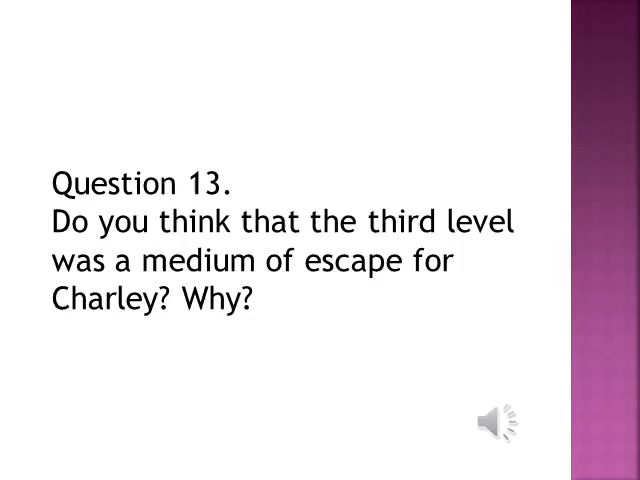 Question 13.
Do you think that the third level
was a medium of escape for
Charley? Why?